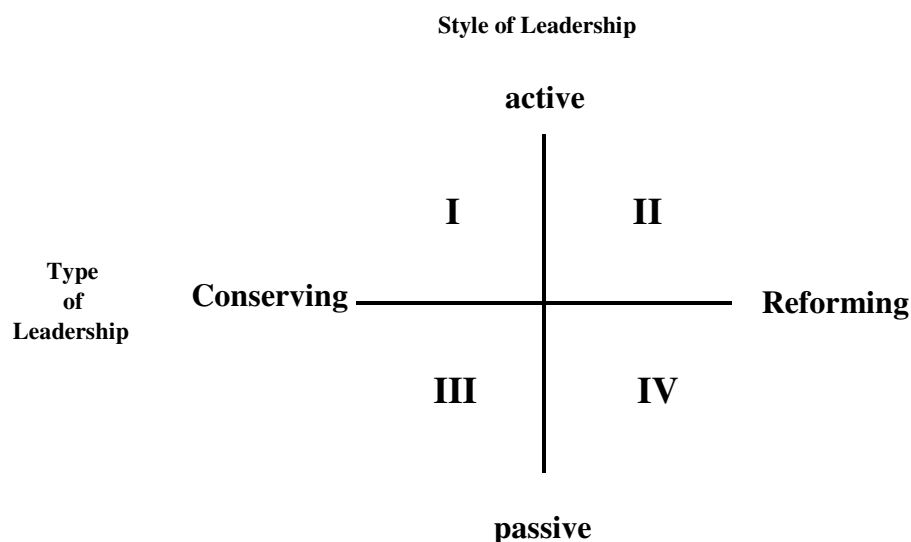 Style of Leadership
active
I
II
Type
of
Leadership
Conserving
Reforming
III
IV
passive